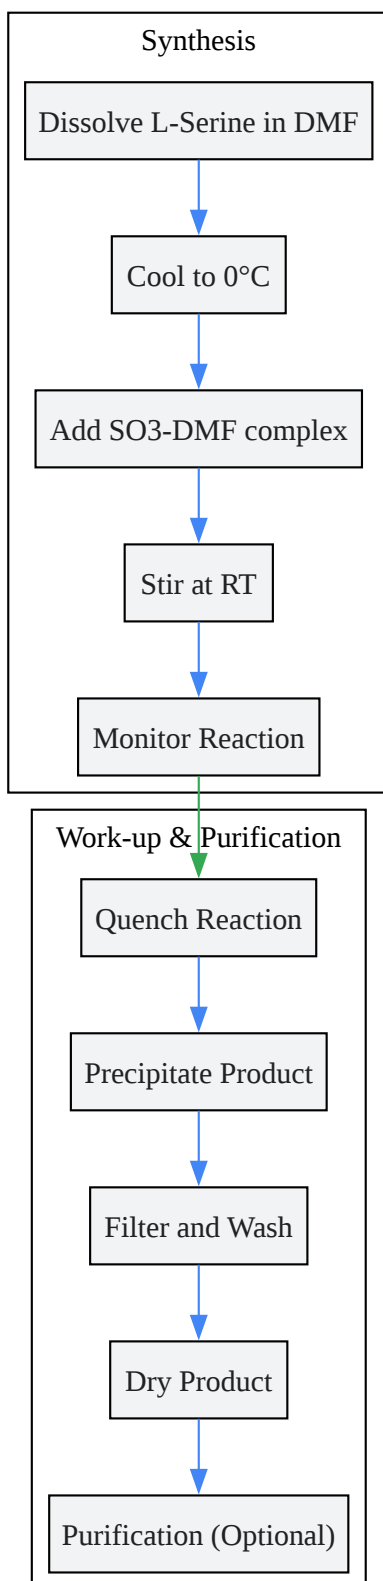 Synthesis
Dissolve L-Serine in DMF
Cool to 0°C
Add SO3-DMF complex
Stir at RT
Monitor Reaction
Work-up & Purification
Quench Reaction
Precipitate Product
Filter and Wash
Dry Product
Purification (Optional)